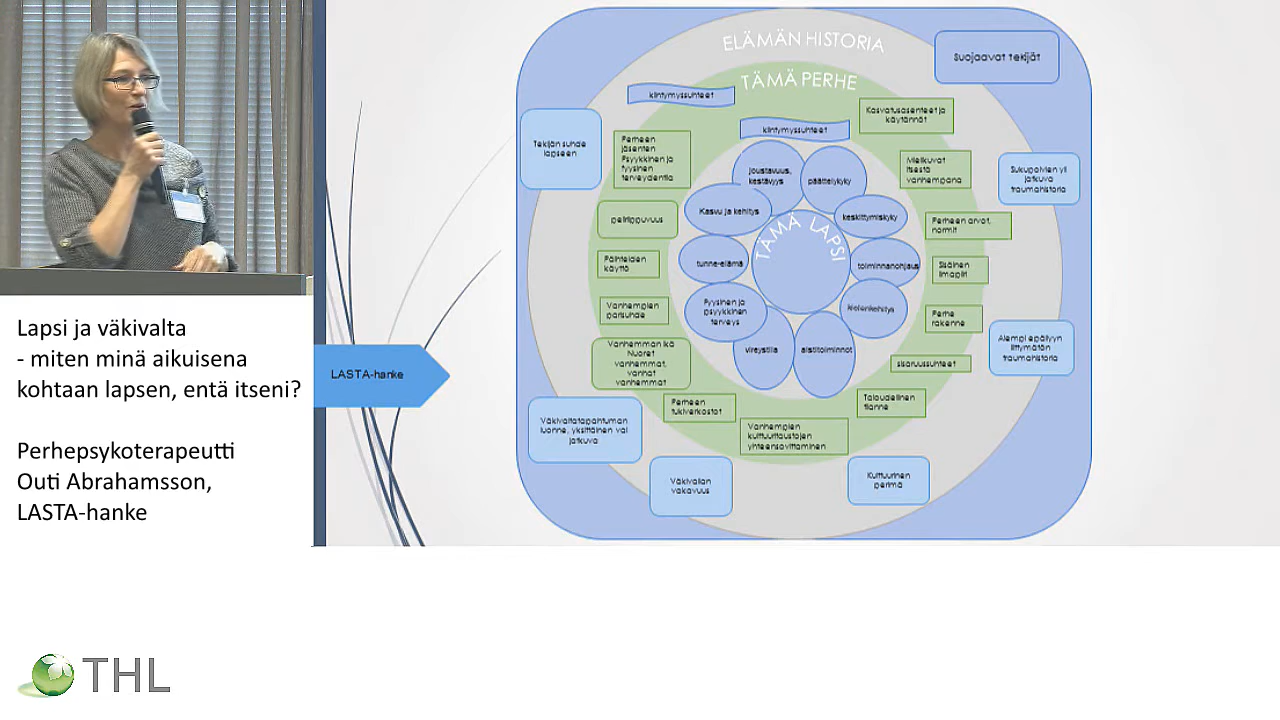 Lapsi ja väkivalta
- miten minä aikuisena
kohtaan lapsen, entä itseni?
Perhepsykoterapeutti
Outi Abrahamsson,
LASTA-hanke
THL
LASTA-hanke
ELÄMÄN HISTORIA
TÄMÄ PERHE
TÄMÄ LAPSI
Suojaavat tekijät
kiintymyssuhteet
kiintymyssuhteet
Kasvatusasenteet ja
käytännöt
Tekijän suhde
lapseen
Perheen
jäsenten
Psyykkinen ja
fyysinen
terveydentila
joustavuus,
kestävyys
päättelykyky
Mielikuvat
itsestä
vanhempana
Sukupolvien yli
jatkuva
traumahistoria
peliriippuvuus
Kasvu ja kehitys
keskittymiskyky
Perheen arvot,
normit
Päihteiden
käyttö
tunne-elämä
toiminnanohjaus
Sisäinen
ilmapiiri
Vanhempien
parisuhde
Fyysinen ja
psyykkinen
terveys
kielenkehitys
Perhe
rakenne
Vanhemman ikä
Nuoret
vanhemmat,
vanhat
vanhemmat
vireystila
aistitoiminnot
sisaruussuhteet
Aiempi epäilyyn
liittymätön
traumahistoria
Perheen
tukiverkostot
Taloudellinen
tilanne
Väkivaltatapahtuman
luonne, yksittäinen vai
jatkuva
Vanhempien
kulttuuritaustojen
yhteensovittaminen
Väkivallan
vakavuus
Kulttuurinen
perimä